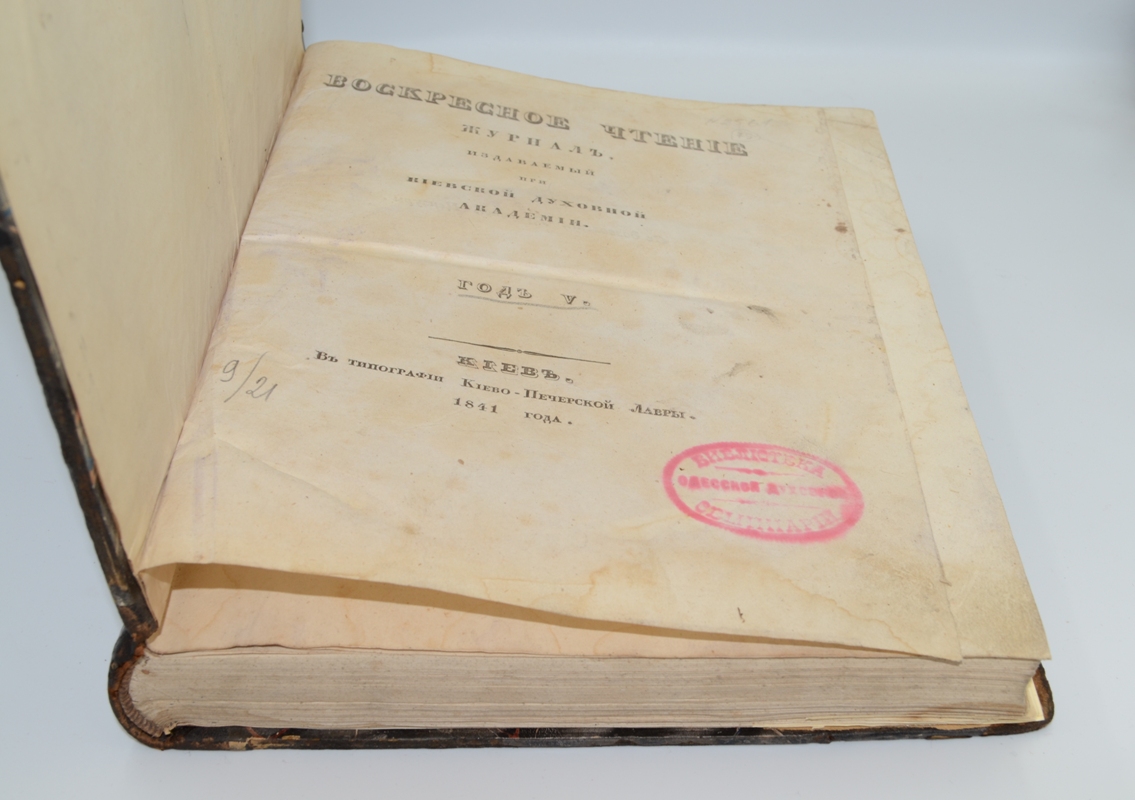 ВОСКРЕСНОЕ ЧТЕНІЕ
ЖУРНАЛЪ,
ИЗДАВАЕМЫЙ
ПРИ
КІЕВСКОЙ ДУХОВНОЙ
АКАДЕМІИ.
ГОДЪ V.
КІЕВЪ.
Въ типографіи Кіево-Печерской Лавры.
1841 года.
9/21
БИБЛІОТЕКА
ОДЕССКОЙ ДУХОВНОЙ
СЕМИНАРІИ